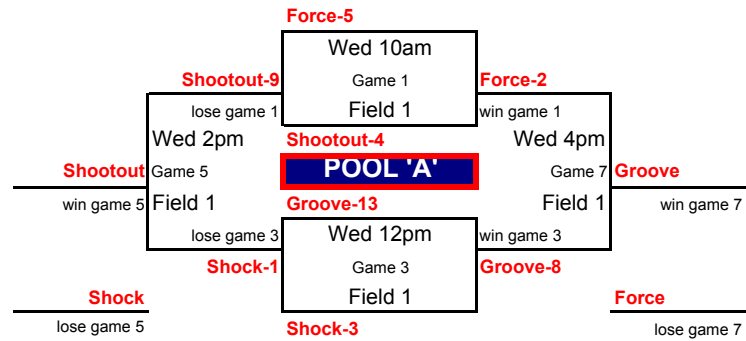 Force-5
Wed 10am
Shootout-9
Game 1
Force-2
lose game 1
Field 1
win game 1
Wed 2pm
Shootout-4
Wed 4pm
Shootout
Game 5
POOL 'A'
Game 7
Groove
win game 5
Field 1
Groove-13
Field 1
win game 7
lose game 3
Wed 12pm
win game 3
Shock-1
Game 3
Groove-8
Shock
Field 1
Force
lose game 5
Shock-3
lose game 7